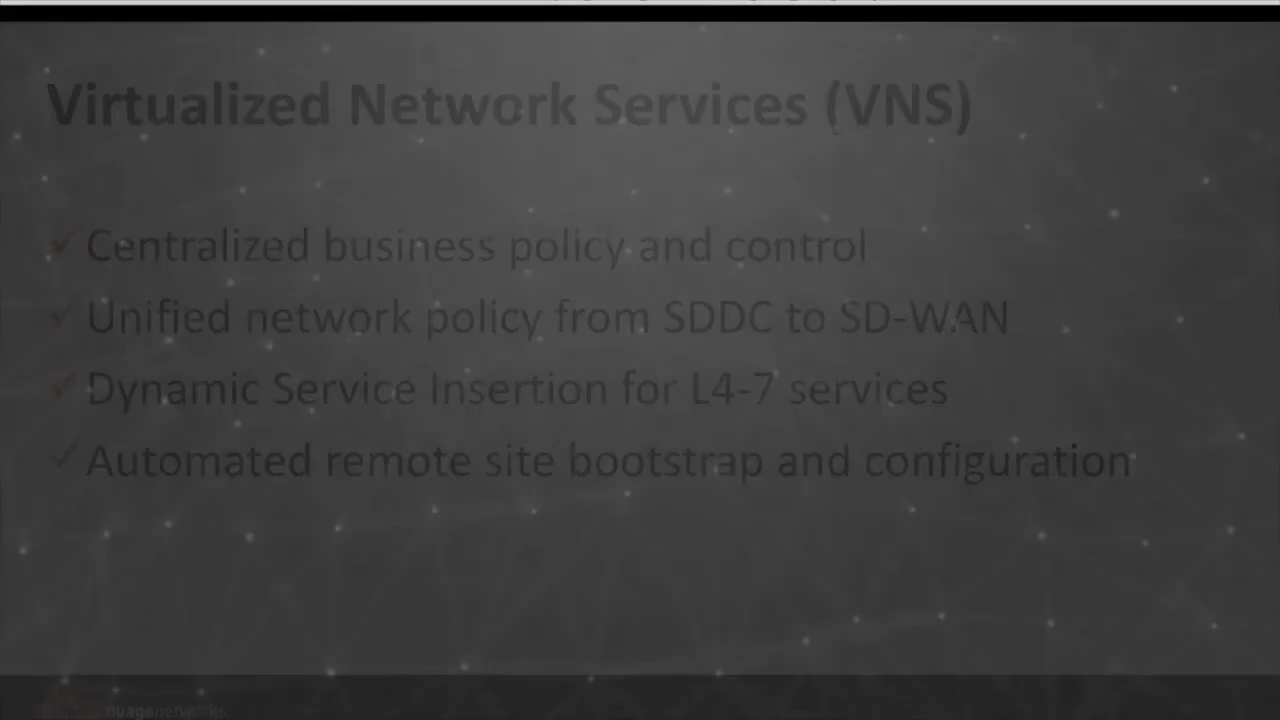 Virtualized Network Services (VNS)
Centralized business policy and control
Unified network policy from SDDC to SD-WAN
Dynamic Service Insertion for L4-7 services
Automated remote site bootstrap and configuration
nuagenetworks